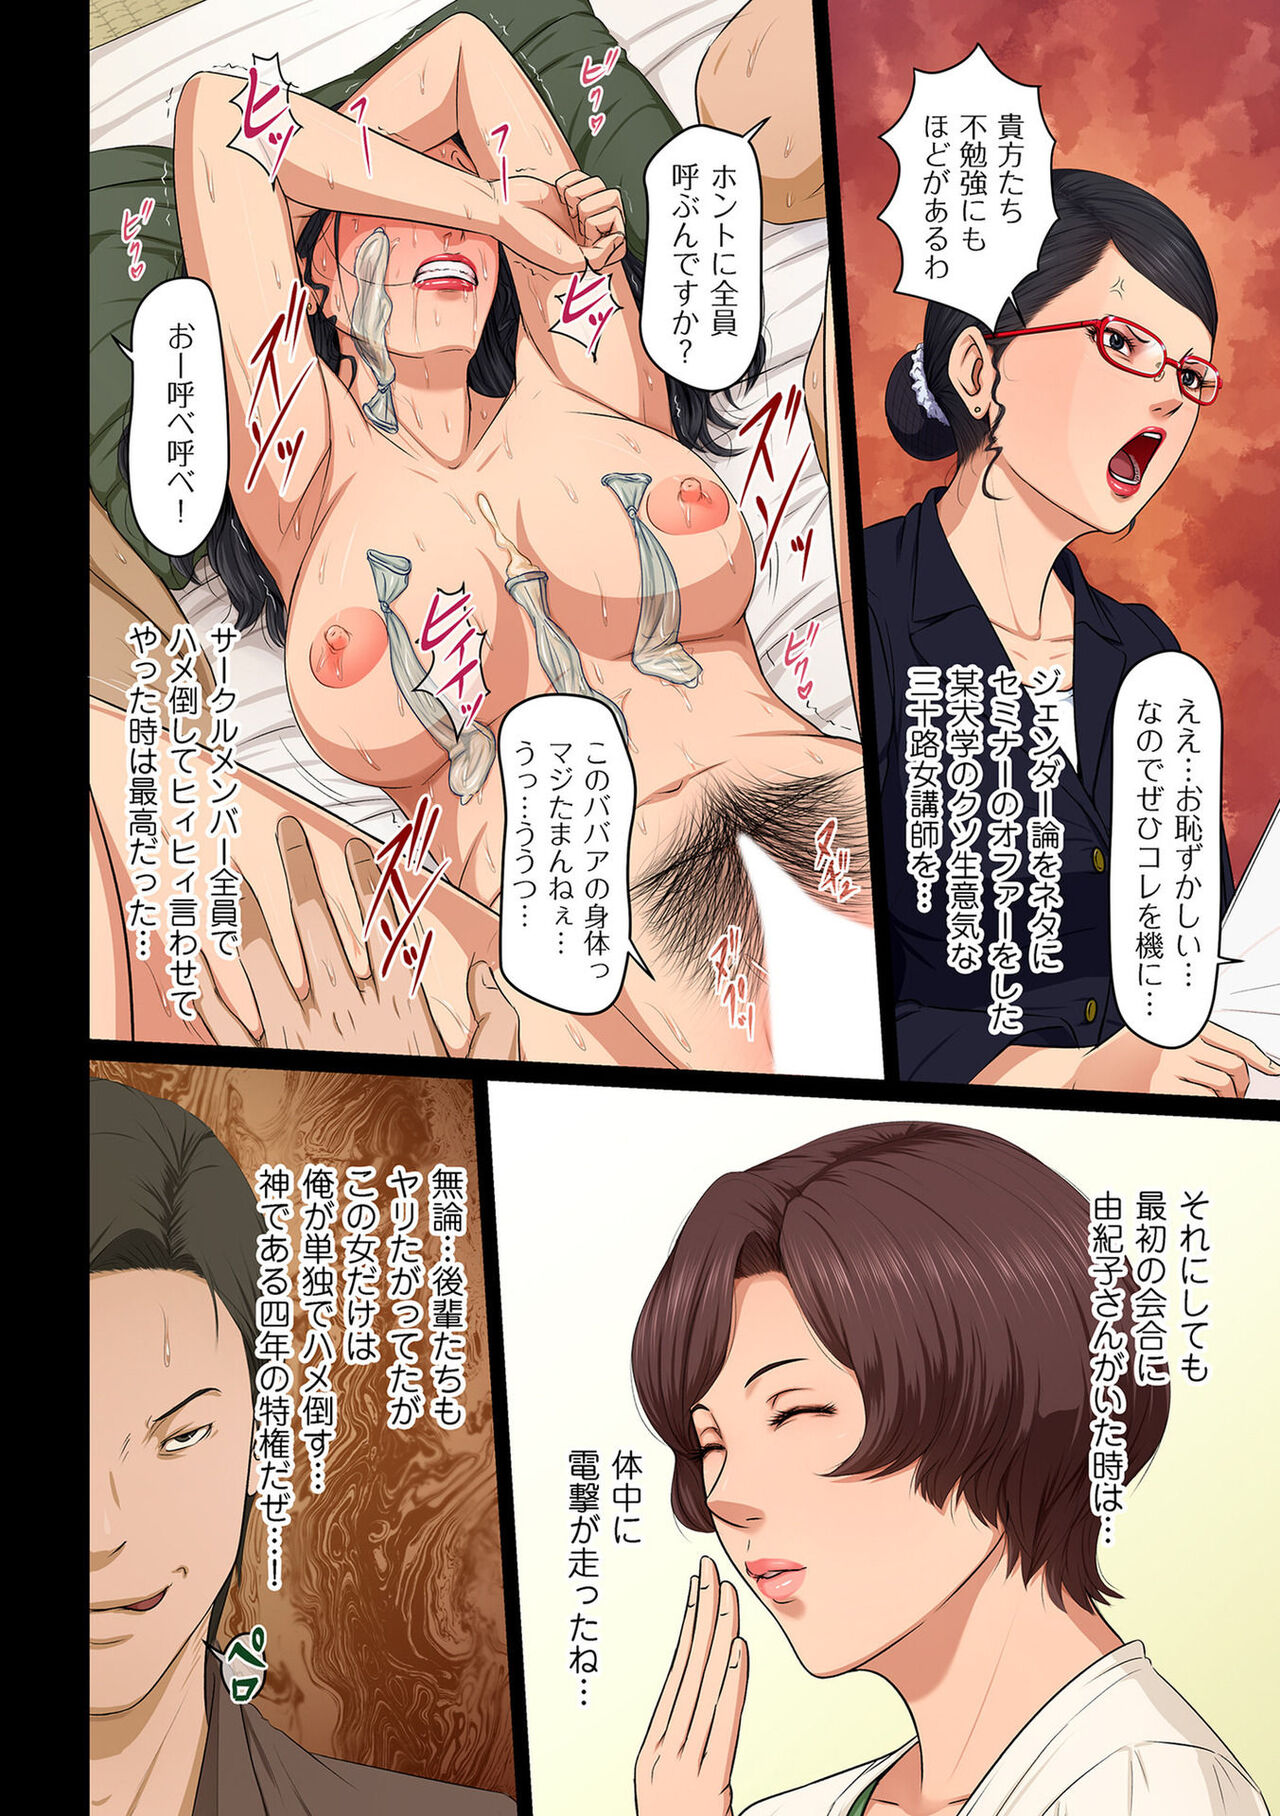 貴方たち
不勉強にも
ほどがあるわ
ええ…お恥ずかしい…
なのでぜひコレを機に…
ジェンダー論をネタに
セミナーのオファーをした
某大学のクソ生意気な
三十路女講師を…
ホントに全員
呼ぶんですか?
おー呼べ呼べ!
このババアの身体っ
マジたまんねぇ…
うっ…ううつ…
サークルメンバー全員で
ハメ倒してヒィヒィ言わせて
やった時は最高だった…
ヒッ
ビクッ
ビクッ
ヒッ
ズンッ
ズンッ
ヒィイッ
ビクッ
それにしても
最初の会合に
由紀子さんがいた時は…
体中に
電撃が走ったね…
無論…後輩たちも
ヤリたがってたが
この女だけは
俺が単独でハメ倒す…
神である四年の特権だぜ…!
ペロ